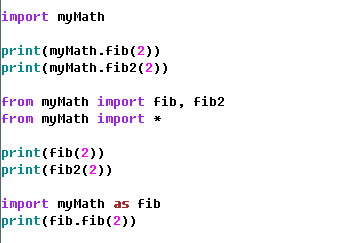 import myMath
print(myMath.fib(2))
print(myMath.fib2(2))
from myMath import fib, fib2
from myMath import *
print(fib(2))
print(fib2(2))
import myMath as fib
print(fib.fib(2))